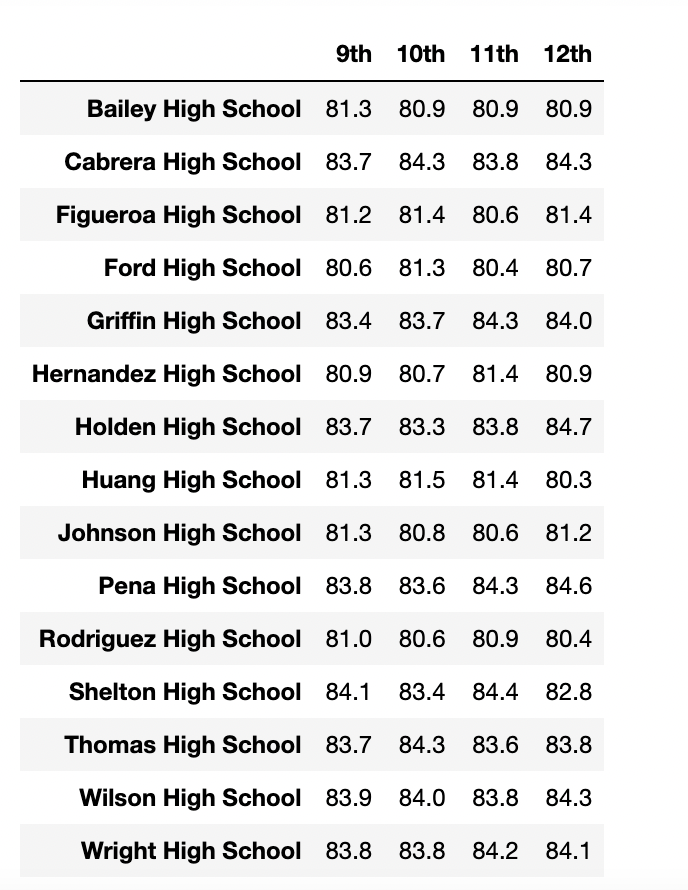 9th 10th 11th 12th
Bailey High School 81.3 80.9 80.9 80.9
Cabrera High School 83.7 84.3 83.8 84.3
Figueroa High School 81.2 81.4 80.6 81.4
Ford High School 80.6 81.3 80.4 80.7
Griffin High School 83.4 83.7 84.3 84.0
Hernandez High School 80.9 80.7 81.4 80.9
Holden High School 83.7 83.3 83.8 84.7
Huang High School 81.3 81.5 81.4 80.3
Johnson High School 81.3 80.8 80.6 81.2
Pena High School 83.8 83.6 84.3 84.6
Rodriguez High School 81.0 80.6 80.9 80.4
Shelton High School 84.1 83.4 84.4 82.8
Thomas High School 83.7 84.3 83.6 83.8
Wilson High School 83.9 84.0 83.8 84.3
Wright High School 83.8 83.8 84.2 84.1